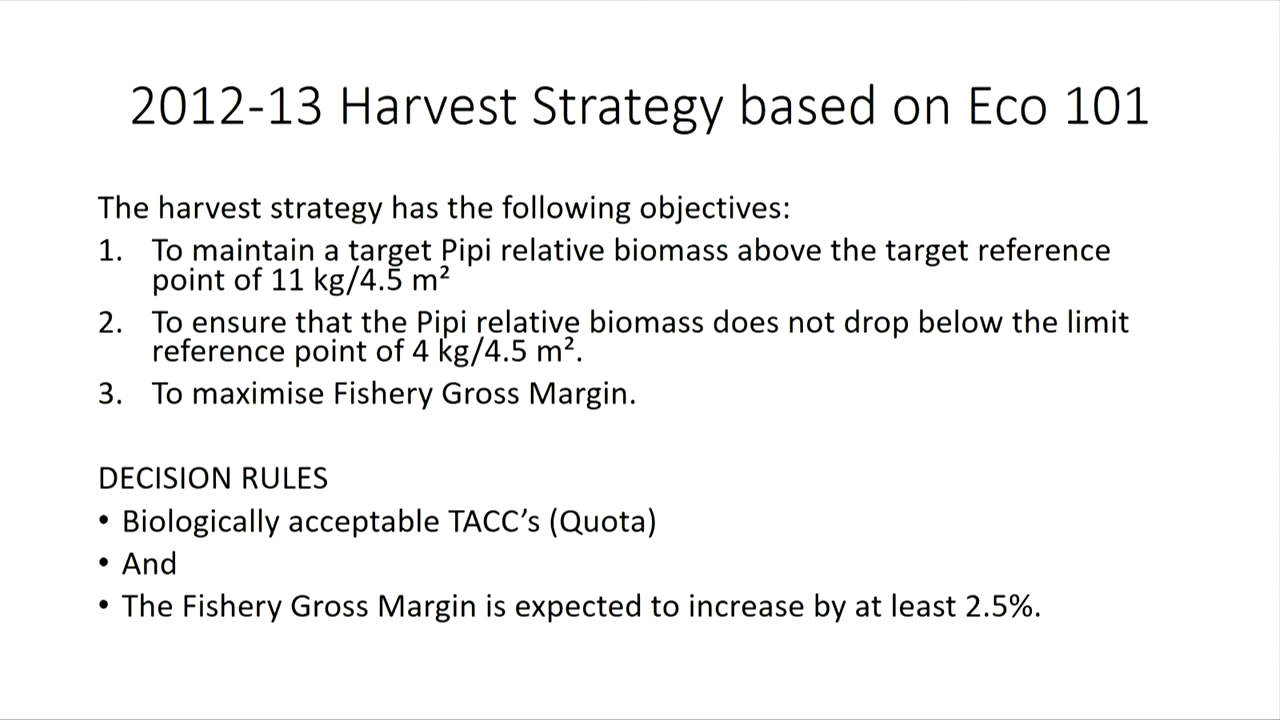 2012-13 Harvest Strategy based on Eco 101
The harvest strategy has the following objectives:
1. To maintain a target Pipi relative biomass above the target reference
point of 11 kg/4.5 m²
2. To ensure that the Pipi relative biomass does not drop below the limit
reference point of 4 kg/4.5 m².
3. To maximise Fishery Gross Margin.
DECISION RULES
• Biologically acceptable TACC’s (Quota)
• And
• The Fishery Gross Margin is expected to increase by at least 2.5%.